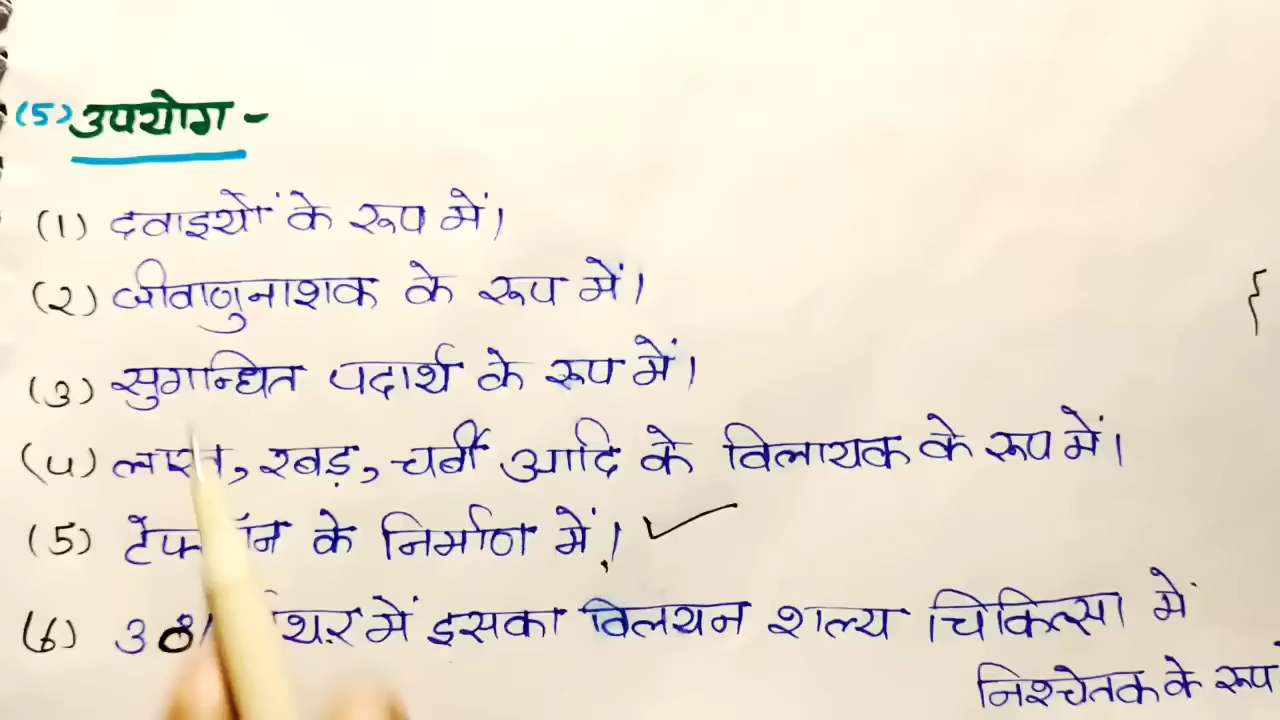 (5) उपयोग -
(1) दवाइयों के रूप में।
(2) जीवाणुनाशक के रूप में।
(3) सुगन्धित पदार्थ के रूप में।
(4) रबड़, चर्बी आदि के विलायक के रूप में।
(5) के निर्माण में।
(6) में इसका विलयन शल्य चिकित्सा में
निश्चेतक के रूप